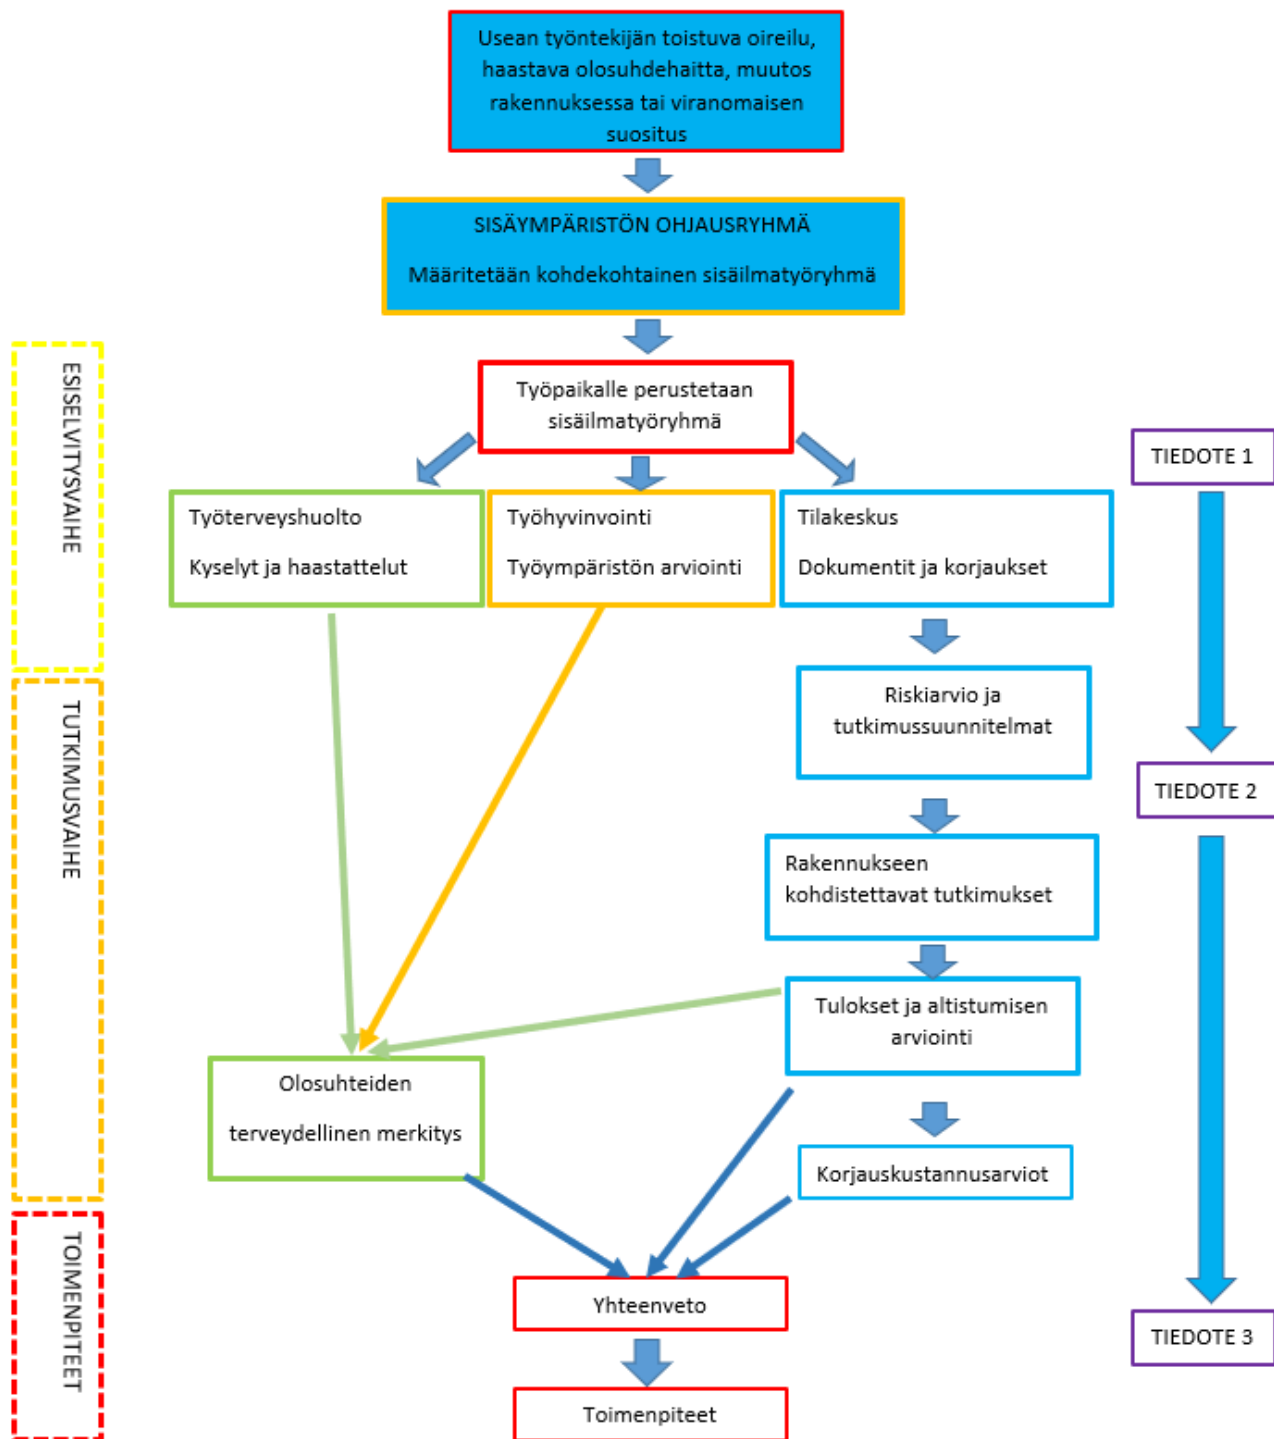 Usean työntekijän toistuva oireilu,
haastava olosuhdehaitta, muutos
rakennuksessa tai viranomaisen
suositus
SISÄYMPÄRISTÖN OHJAUSRYHMÄ
Määritetään kohdekohtainen sisäilmatyöryhmä
ESISELVITYSVAIHE
Työpaikalle perustetaan
sisäilmatyöryhmä
TIEDOTE 1
Työterveyshuolto
Kyselyt ja haastattelut
Työhyvinvointi
Työympäristön arviointi
Tilakeskus
Dokumentit ja korjaukset
TUTKIMUSVAIHE
Riskiarvio ja
tutkimussuunnitelmat
TIEDOTE 2
Rakennukseen
kohdistettavat tutkimukset
Tulokset ja altistumisen
arviointi
Olosuhteiden
terveydellinen merkitys
Korjauskustannusarviot
TOIMENPITEET
Yhteenveto
TIEDOTE 3
Toimenpiteet